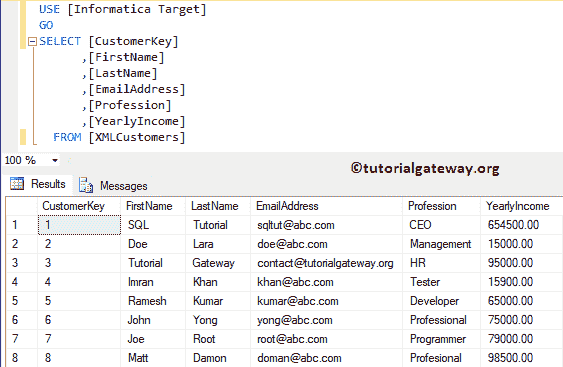 USE [Informatica Target]
GO
SELECT [CustomerKey]
,[FirstName]
,[LastName]
,[EmailAddress]
,[Profession]
,[YearlyIncome]
FROM [XMLCustomers]
100 %
©tutorialgateway.org
Results Messages
CustomerKey FirstName LastName EmailAddress Profession YearlyIncome
1 1 SQL Tutorial sqltut@abc.com CEO 654500.00
2 2 Doe Lara doe@abc.com Management 15000.00
3 3 Tutorial Gateway contact@tutorialgateway.org HR 95000.00
4 4 Imran Khan khan@abc.com Tester 15900.00
5 5 Ramesh Kumar kumar@abc.com Developer 65000.00
6 6 John Yong yong@abc.com Professional 75000.00
7 7 Joe Root root@abc.com Programmer 79000.00
8 8 Matt Damon doman@abc.com Profesional 98500.00